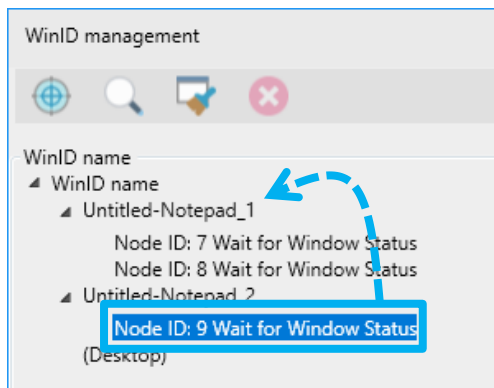 WinID management
WinID name
WinID name
Untitled-Notepad_1
Node ID: 7 Wait for Window Status
Node ID: 8 Wait for Window Status
Untitled-Notepad_2
Node ID: 9 Wait for Window Status
(Desktop)